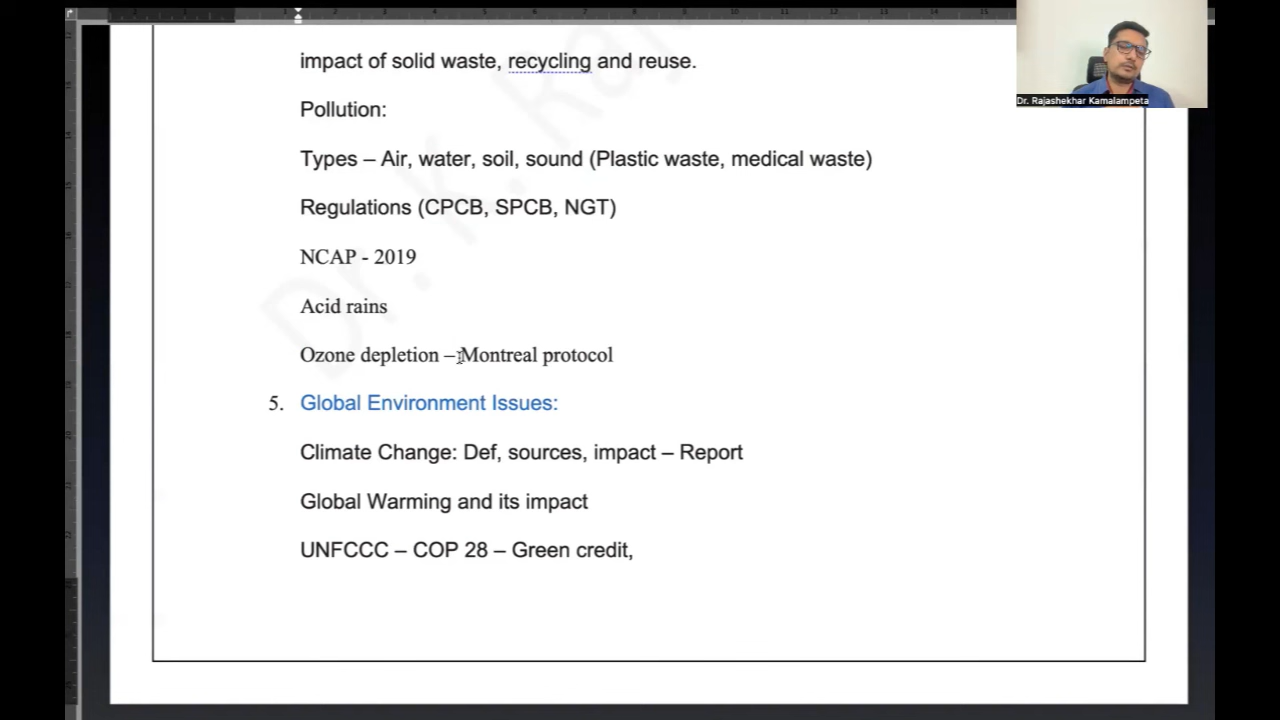 impact of solid waste, recycling and reuse.
Dr. Rajashekhar Kamalampeta
Pollution:
Types – Air, water, soil, sound (Plastic waste, medical waste)
Regulations (CPCB, SPCB, NGT)
NCAP - 2019
Acid rains
Ozone depletion – Montreal protocol
5. Global Environment Issues:
Climate Change: Def, sources, impact – Report
Global Warming and its impact
UNFCCC – COP 28 – Green credit,
Dr. K. Raj